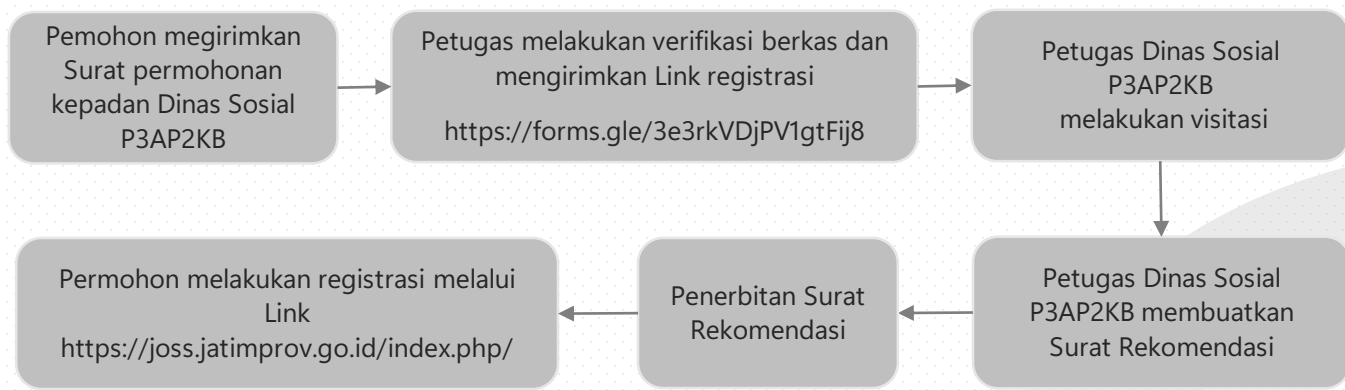 Pemohon megirimkan
Surat permohonan
kepadan Dinas Sosial
P3AP2KB
Petugas melakukan verifikasi berkas dan
mengirimkan Link registrasi
https://forms.gle/3e3rkVDjPV1gtFij8
Petugas Dinas Sosial
P3AP2KB
melakukan visitasi
Petugas Dinas Sosial
P3AP2KB membuatkan
Surat Rekomendasi
Penerbitan Surat
Rekomendasi
Permohon melakukan registrasi melalui
Link
https://joss.jatimprov.go.id/index.php/